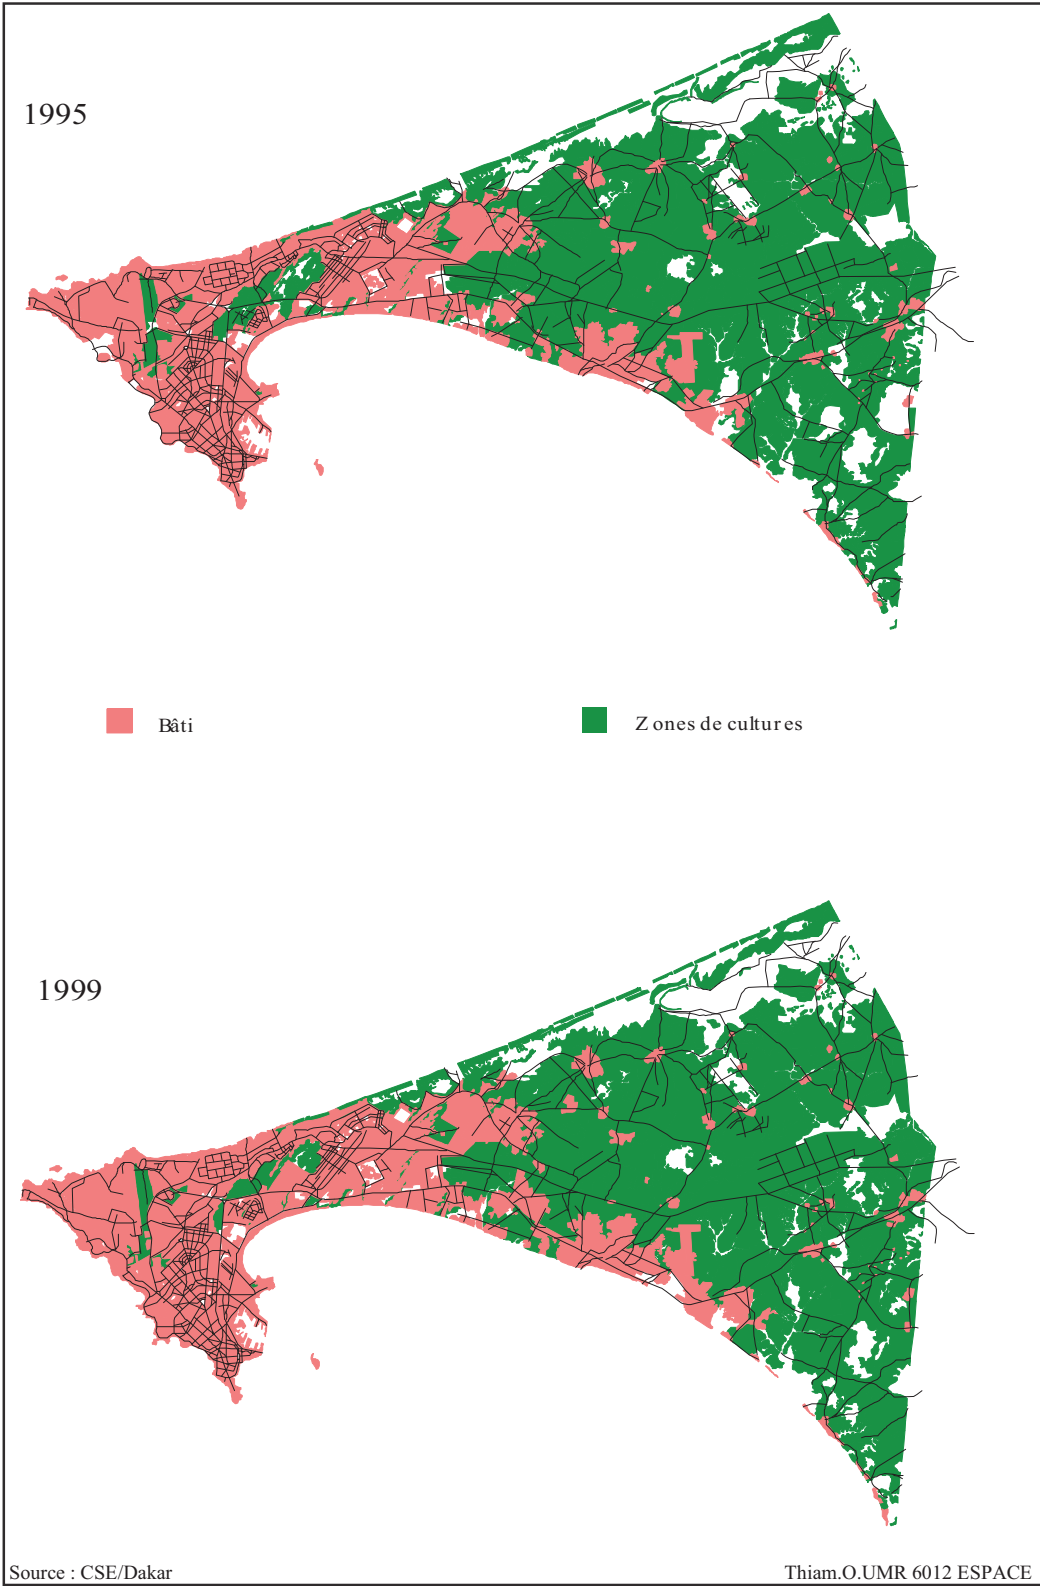 1995
Bâti
Zones de cultures
1999
Source : CSE/Dakar
Thiam.O.UMR 6012 ESPACE